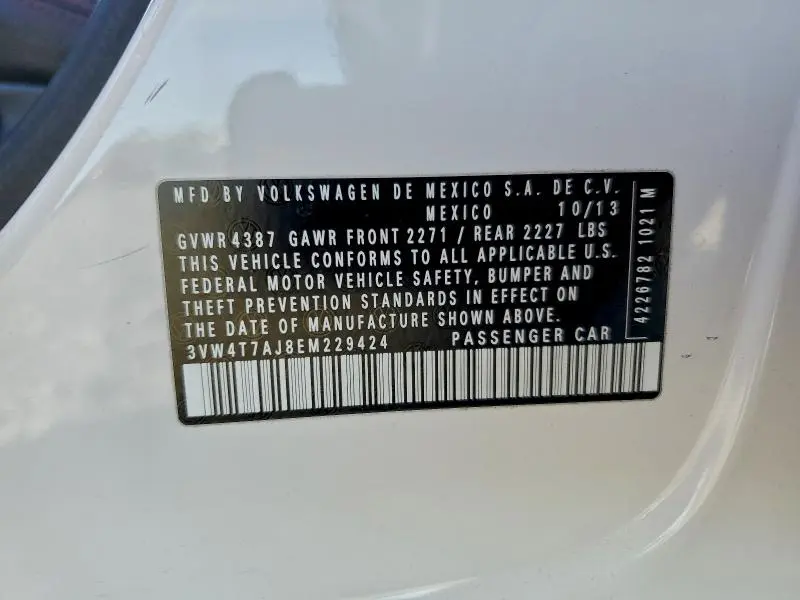 MFD BY VOLKSWAGEN DE MEXICO S.A. DE C.V.
MEXICO 10/13
GVWR 4387 GAWR FRONT 2271 / REAR 2227 LBS
THIS VEHICLE CONFORMS TO ALL APPLICABLE U.S.
FEDERAL MOTOR VEHICLE SAFETY, BUMPER AND
THEFT PREVENTION STANDARDS IN EFFECT ON
THE DATE OF MANUFACTURE SHOWN ABOVE.
3VW4T7AJ8EM229424 PASSENGER CAR
4226782 1021 M